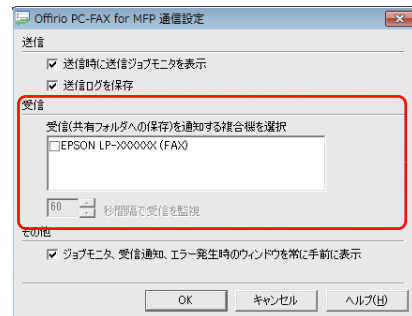 Offirio PC-FAX for MFP 通信設定
送信
送信時に送信ジョブモニタを表示
送信ログを保存
受信
受信(共有フォルダへの保存)を通知する複合機を選択
EPSON LP-XXXXXX (FAX)
60 秒間隔で受信を監視
その他
ジョブモニタ、受信通知、エラー発生時のウィンドウを常に手前に表示
OK キャンセル ヘルプ(H)